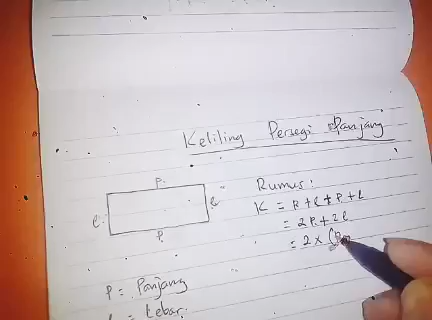 Keliling Persegi Panjang
P
Rumus:
l
l
K = P + l + P + l
= 2P + 2l
P
= 2 × (P
P = Panjang
l = Lebar